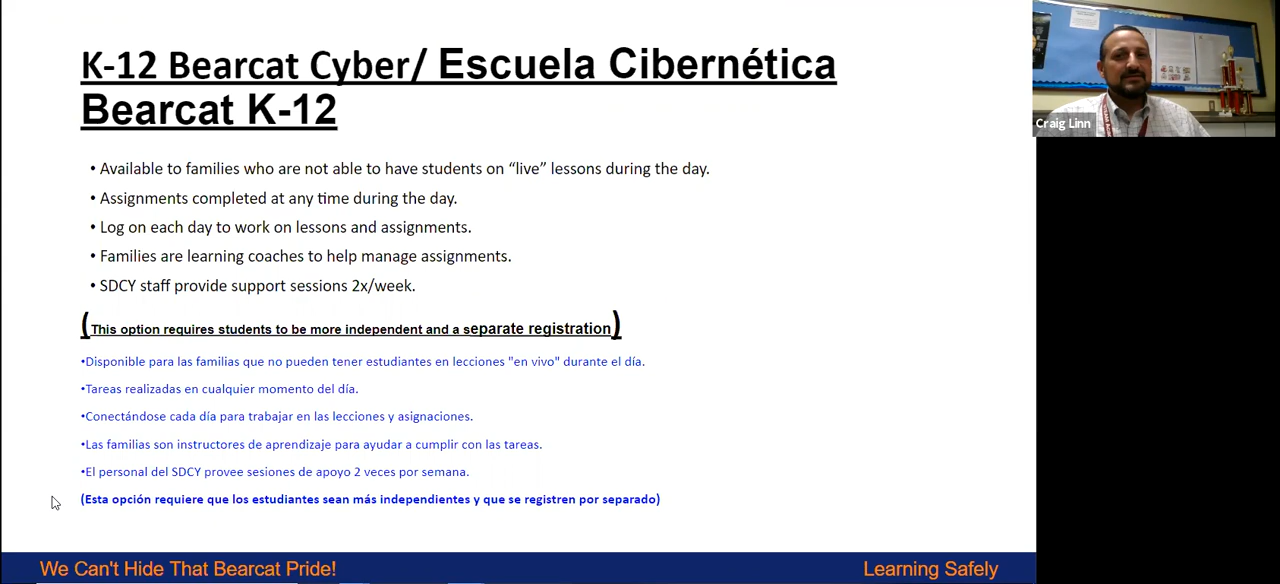 K-12 Bearcat Cyber/ Escuela Cibernética
Bearcat K-12
• Available to families who are not able to have students on “live” lessons during the day.
• Assignments completed at any time during the day.
• Log on each day to work on lessons and assignments.
• Families are learning coaches to help manage assignments.
• SDCY staff provide support sessions 2x/week.
(This option requires students to be more independent and a separate registration)
•Disponible para las familias que no pueden tener estudiantes en lecciones "en vivo" durante el día.
•Tareas realizadas en cualquier momento del día.
•Conectándose cada día para trabajar en las lecciones y asignaciones.
•Las familias son instructores de aprendizaje para ayudar a cumplir con las tareas.
•El personal del SDCY provee sesiones de apoyo 2 veces por semana.
(Esta opción requiere que los estudiantes sean más independientes y que se registren por separado)
We Can't Hide That Bearcat Pride!
Learning Safely
Craig Linn